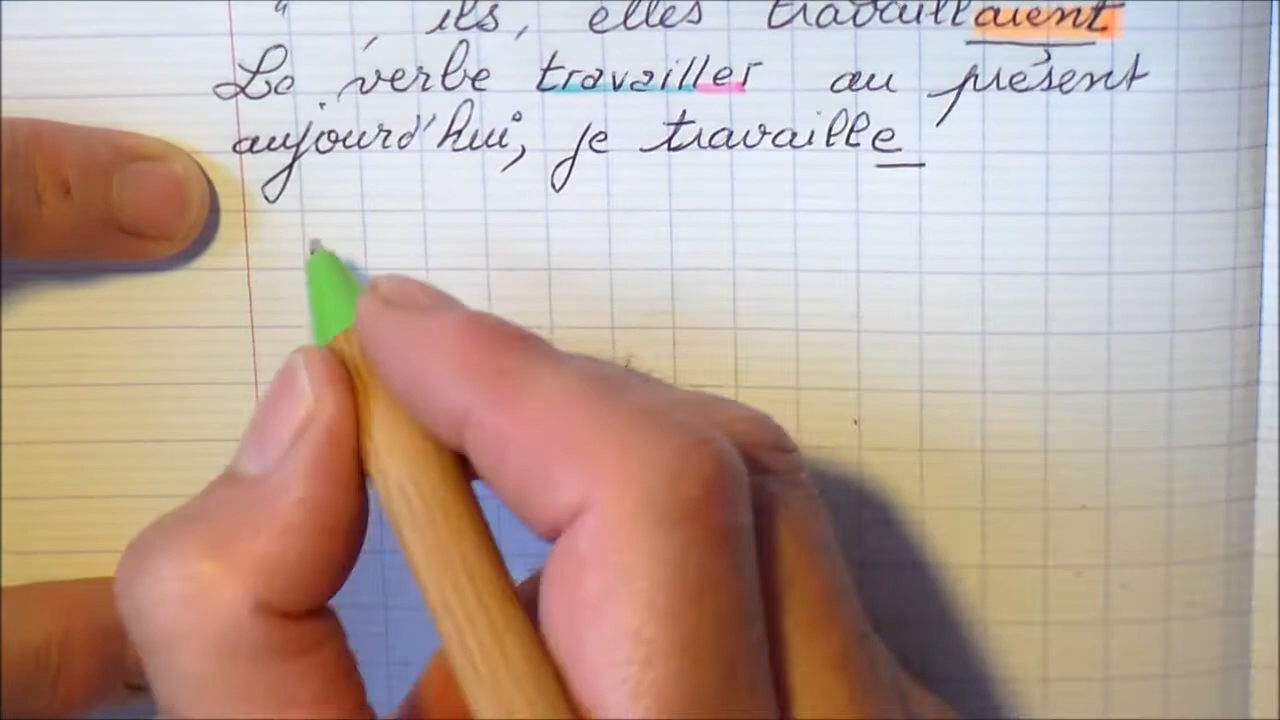 " , ils, elles travaillaient
Le verbe travailler au présent
aujourd'hui, je travaille